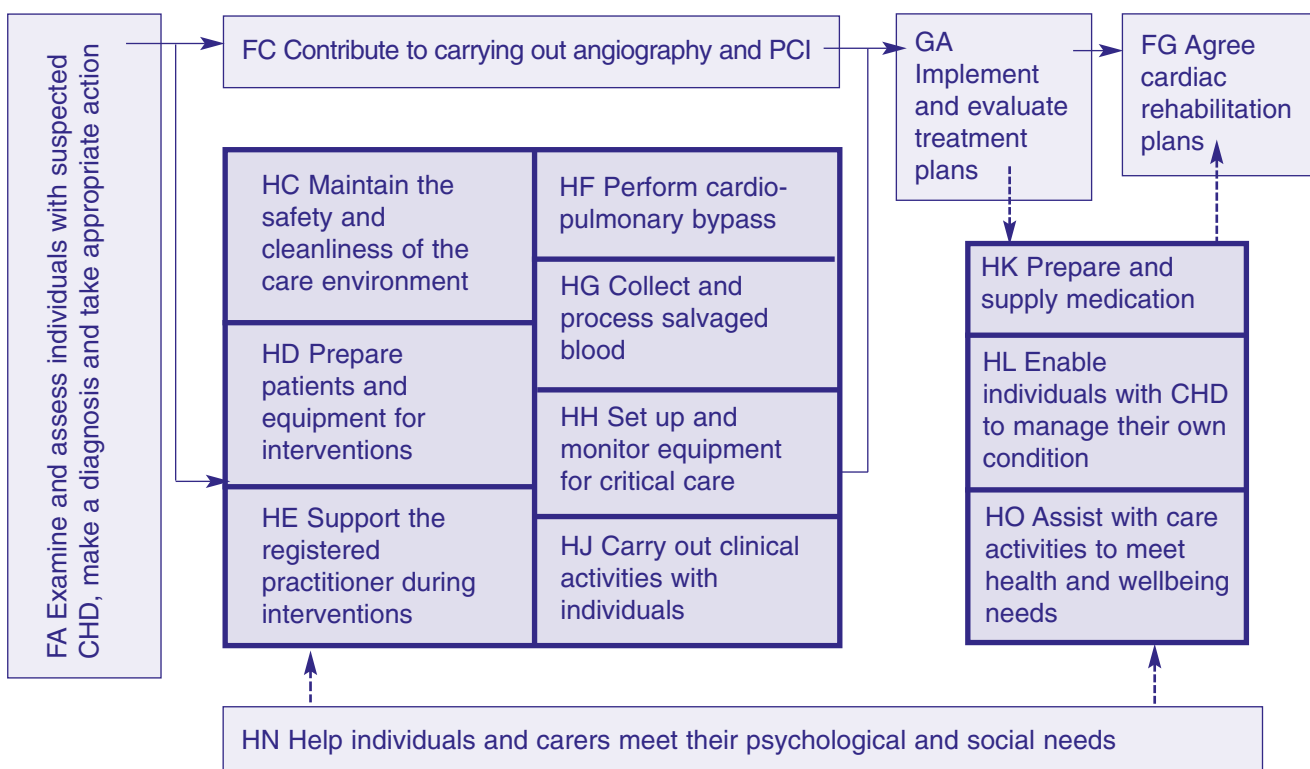 FA Examine and assess individuals with suspected
CHD, make a diagnosis and take appropriate action
FC Contribute to carrying out angiography and PCI
HC Maintain the
safety and
cleanliness of the
care environment
HD Prepare
patients and
equipment for
interventions
HE Support the
registered
practitioner during
interventions
HF Perform cardio-
pulmonary bypass
HG Collect and
process salvaged
blood
HH Set up and
monitor equipment
for critical care
HJ Carry out clinical
activities with
individuals
GA
Implement
and evaluate
treatment
plans
FG Agree
cardiac
rehabilitation
plans
HK Prepare and
supply medication
HL Enable
individuals with CHD
to manage their own
condition
HO Assist with care
activities to meet
health and wellbeing
needs
HN Help individuals and carers meet their psychological and social needs